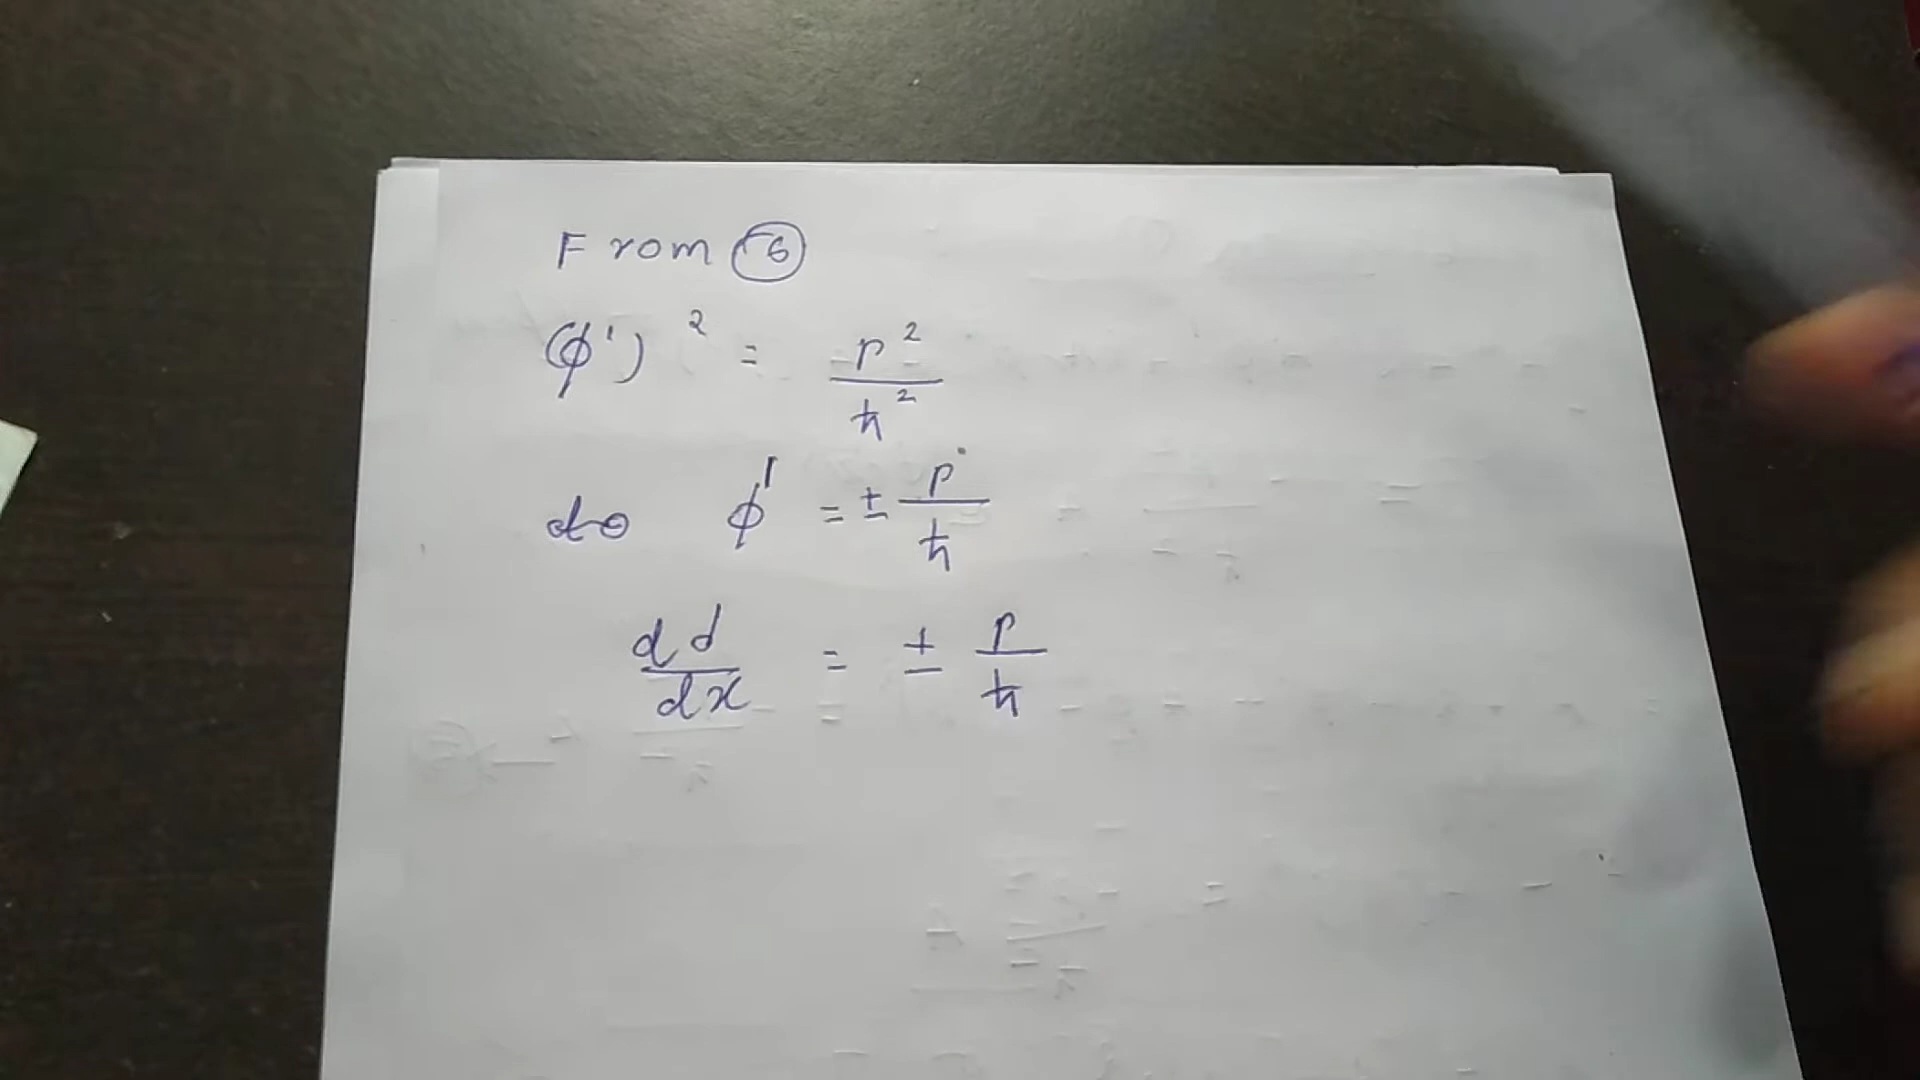 From ⑥
(ϕ')² = p²/ħ²
so ϕ' = ± p/ħ
dϕ/dx = ± p/ħ